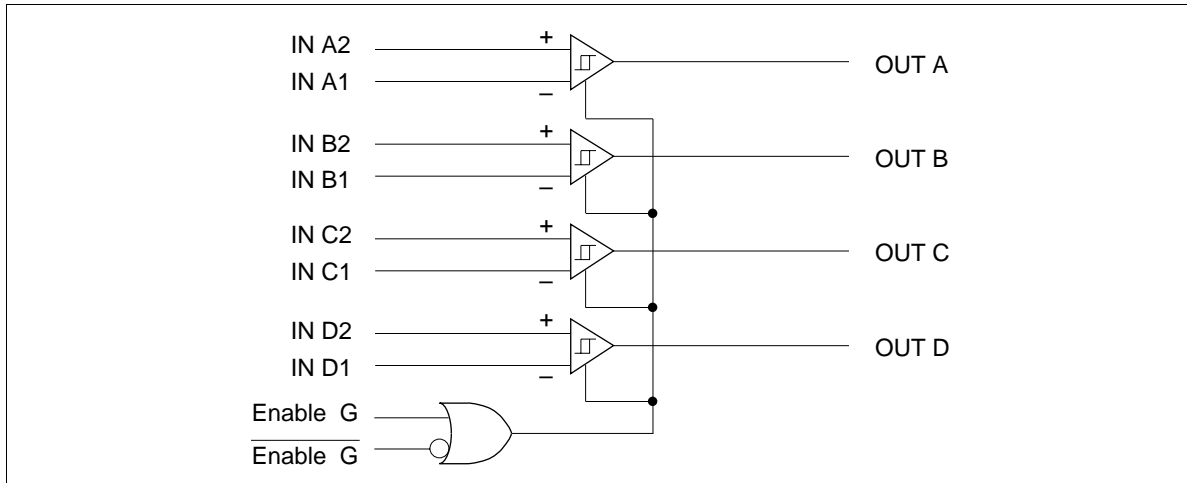 IN A2
+
IN A1
−
OUT A
IN B2
+
IN B1
−
OUT B
IN C2
+
IN C1
−
OUT C
IN D2
+
IN D1
−
OUT D
Enable G
Enable G